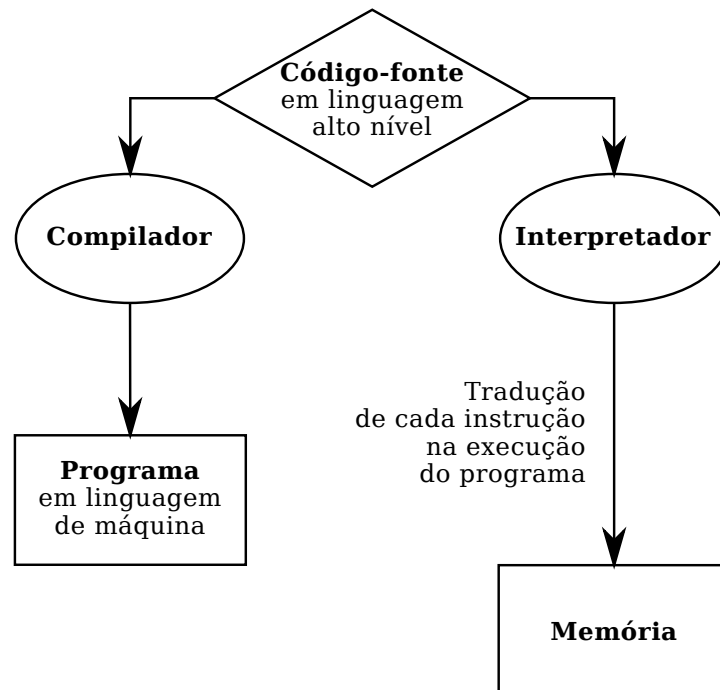 Código-fonte
em linguagem
alto nível
Compilador
Interpretador
Tradução
de cada instrução
na execução
do programa
Programa
em linguagem
de máquina
Memória